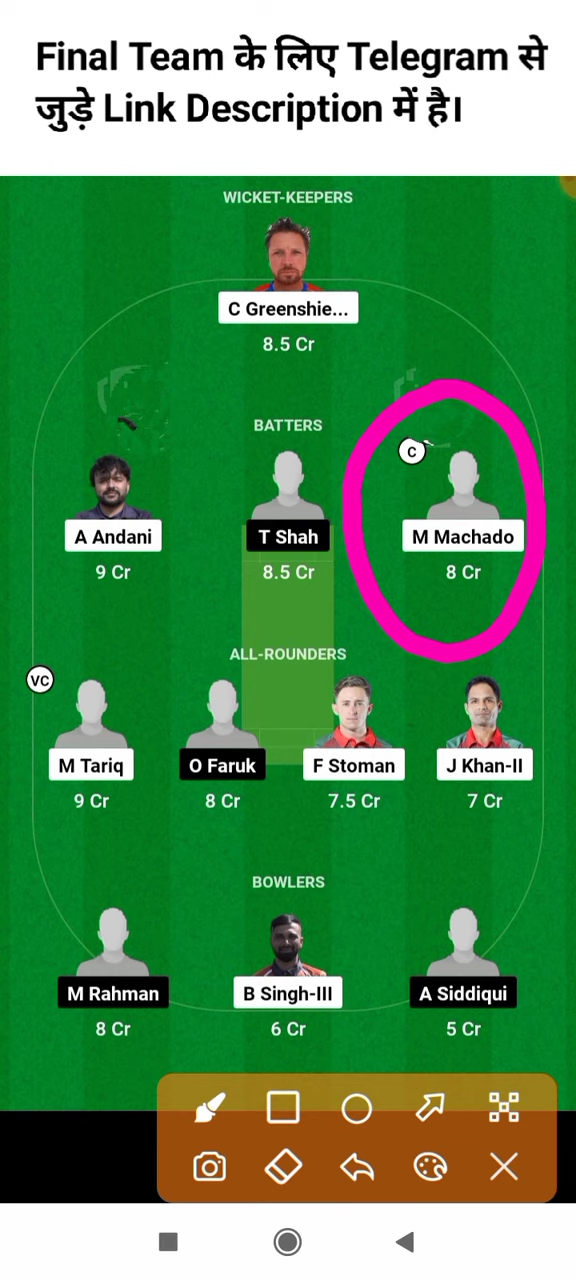 Final Team के लिए Telegram से
जुड़े Link Description में है।
WICKET-KEEPERS
C Greenshie...
8.5 Cr
BATTERS
C
A Andani
T Shah
M Machado
9 Cr
8.5 Cr
8 Cr
ALL-ROUNDERS
VC
M Tariq
O Faruk
F Stoman
J Khan-II
9 Cr
8 Cr
7.5 Cr
7 Cr
BOWLERS
M Rahman
B Singh-III
A Siddiqui
8 Cr
6 Cr
5 Cr